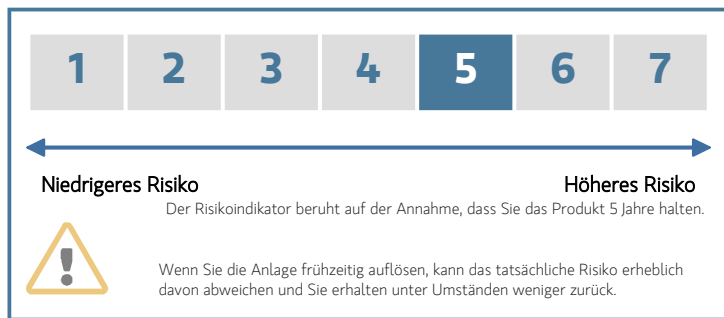 1 2 3 4 5 6 7
Niedrigeres Risiko Höheres Risiko
Der Risikoindikator beruht auf der Annahme, dass Sie das Produkt 5 Jahre halten.
Wenn Sie die Anlage frühzeitig auflösen, kann das tatsächliche Risiko erheblich
davon abweichen und Sie erhalten unter Umständen weniger zurück.